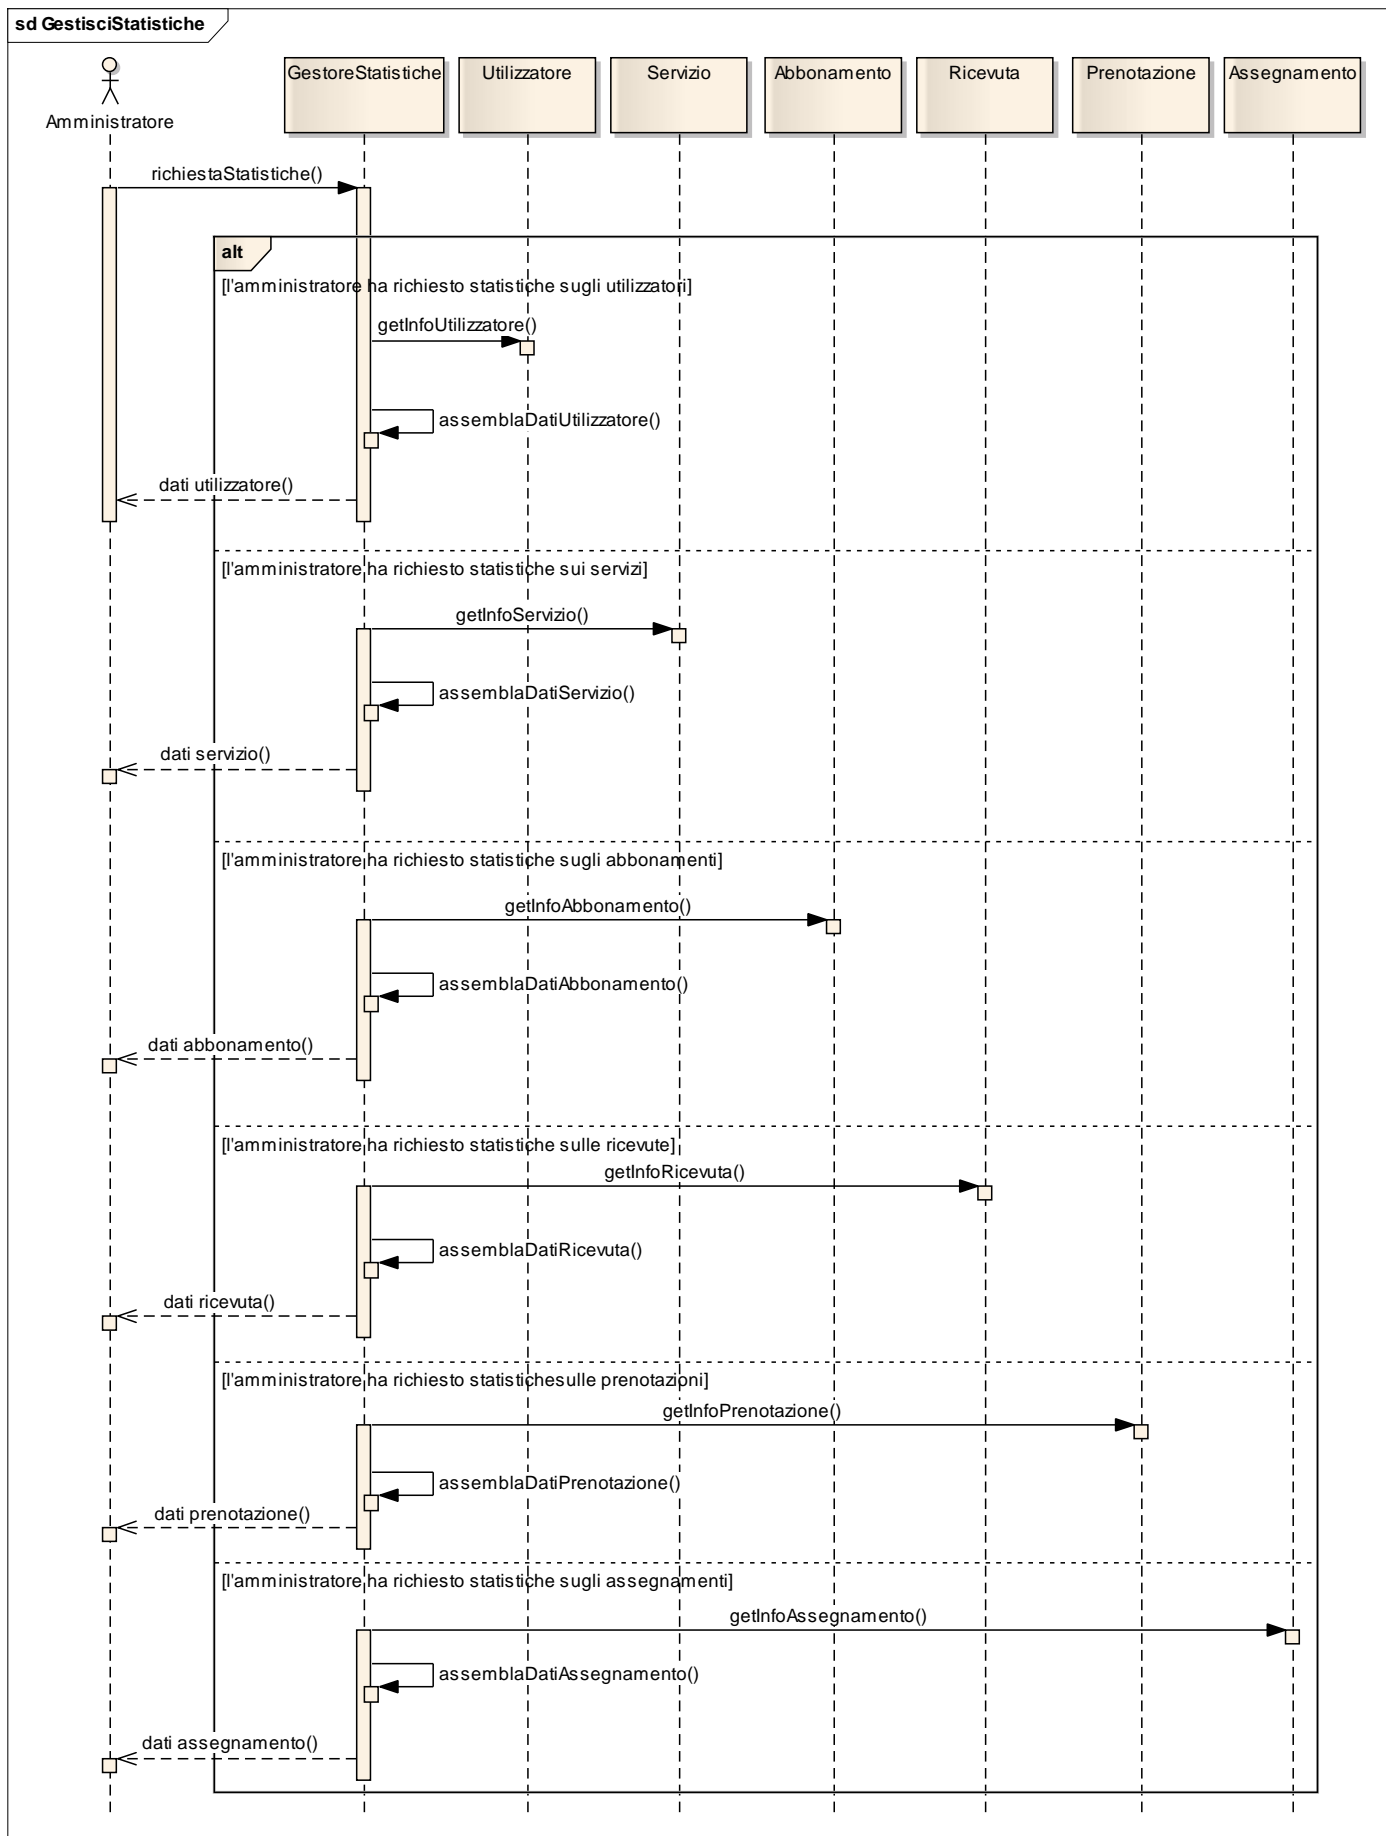 sd GestisciStatistiche
Amministratore
GestoreStatistiche
Utilizzatore
Servizio
Abbonamento
Ricevuta
Prenotazione
Assegnamento
richiestaStatistiche()
alt
[l'amministratore ha richiesto statistiche sugli utilizzatori]
getInfoUtilizzatore()
assemblaDatiUtilizzatore()
dati utilizzatore()
[l'amministratore ha richiesto statistiche sui servizi]
getInfoServizio()
assemblaDatiServizio()
dati servizio()
[l'amministratore ha richiesto statistiche sugli abbonamenti]
getInfoAbbonamento()
assemblaDatiAbbonamento()
dati abbonamento()
[l'amministratore ha richiesto statistiche sulle ricevute]
getInfoRicevuta()
assemblaDatiRicevuta()
dati ricevuta()
[l'amministratore ha richiesto statistichesulle prenotazioni]
getInfoPrenotazione()
assemblaDatiPrenotazione()
dati prenotazione()
[l'amministratore ha richiesto statistiche sugli assegnamenti]
getInfoAssegnamento()
assemblaDatiAssegnamento()
dati assegnamento()